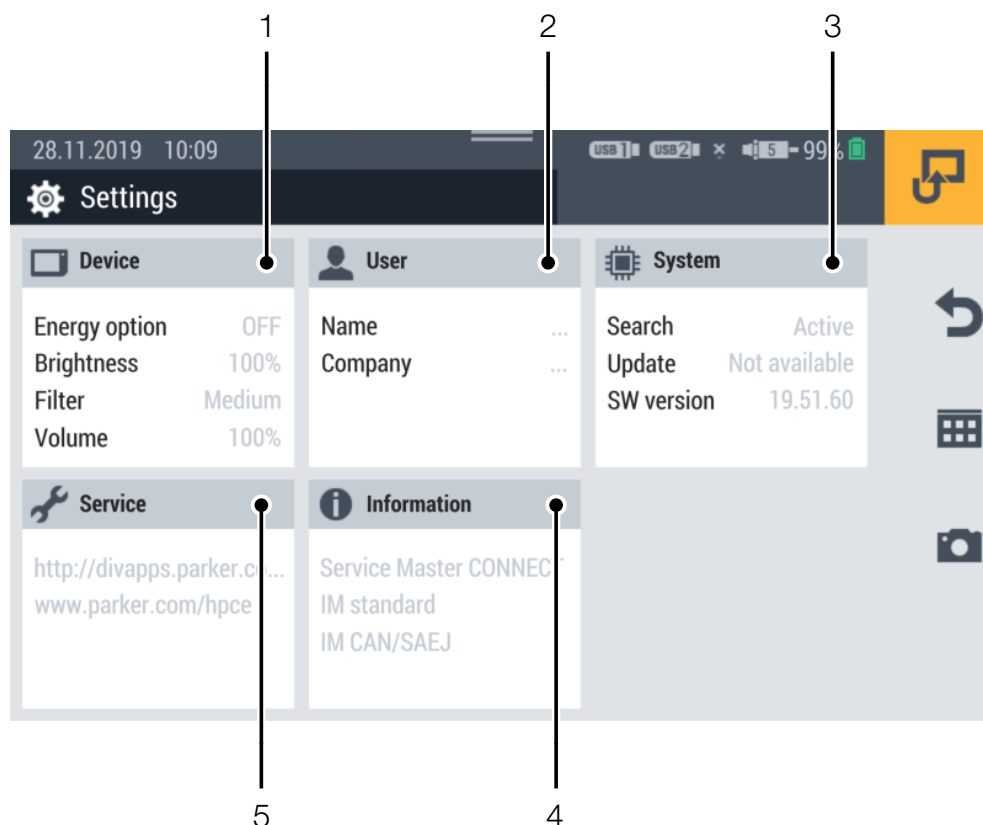 1 2 3
28.11.2019 10:09 USB 1 USB 2 5 99%
Settings
Device
Energy option OFF
Brightness 100%
Filter Medium
Volume 100%
User
Name ...
Company ...
System
Search Active
Update Not available
SW version 19.51.60
Service
http://divapps.parker.co...
www.parker.com/hpce
Information
Service Master CONNECT
IM standard
IM CAN/SAEJ
5 4